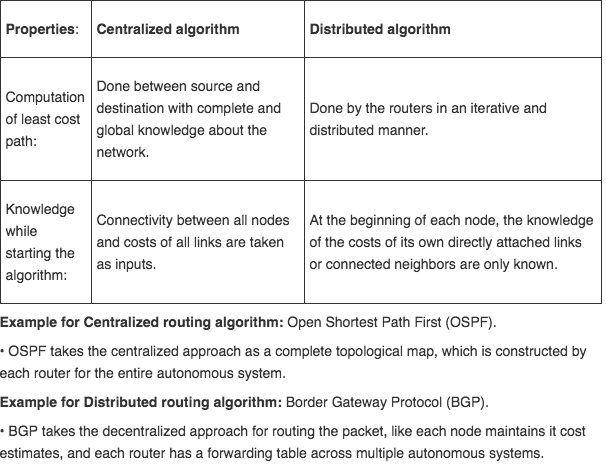 Properties: Centralized algorithm Distributed algorithm
Computation
of least cost
path:
Done between source and
destination with complete and
global knowledge about the
network.
Done by the routers in an iterative and
distributed manner.
Knowledge
while
starting the
algorithm:
Connectivity between all nodes
and costs of all links are taken
as inputs.
At the beginning of each node, the knowledge
of the costs of its own directly attached links
or connected neighbors are only known.
Example for Centralized routing algorithm: Open Shortest Path First (OSPF).
• OSPF takes the centralized approach as a complete topological map, which is constructed by
each router for the entire autonomous system.
Example for Distributed routing algorithm: Border Gateway Protocol (BGP).
• BGP takes the decentralized approach for routing the packet, like each node maintains it cost
estimates, and each router has a forwarding table across multiple autonomous systems.